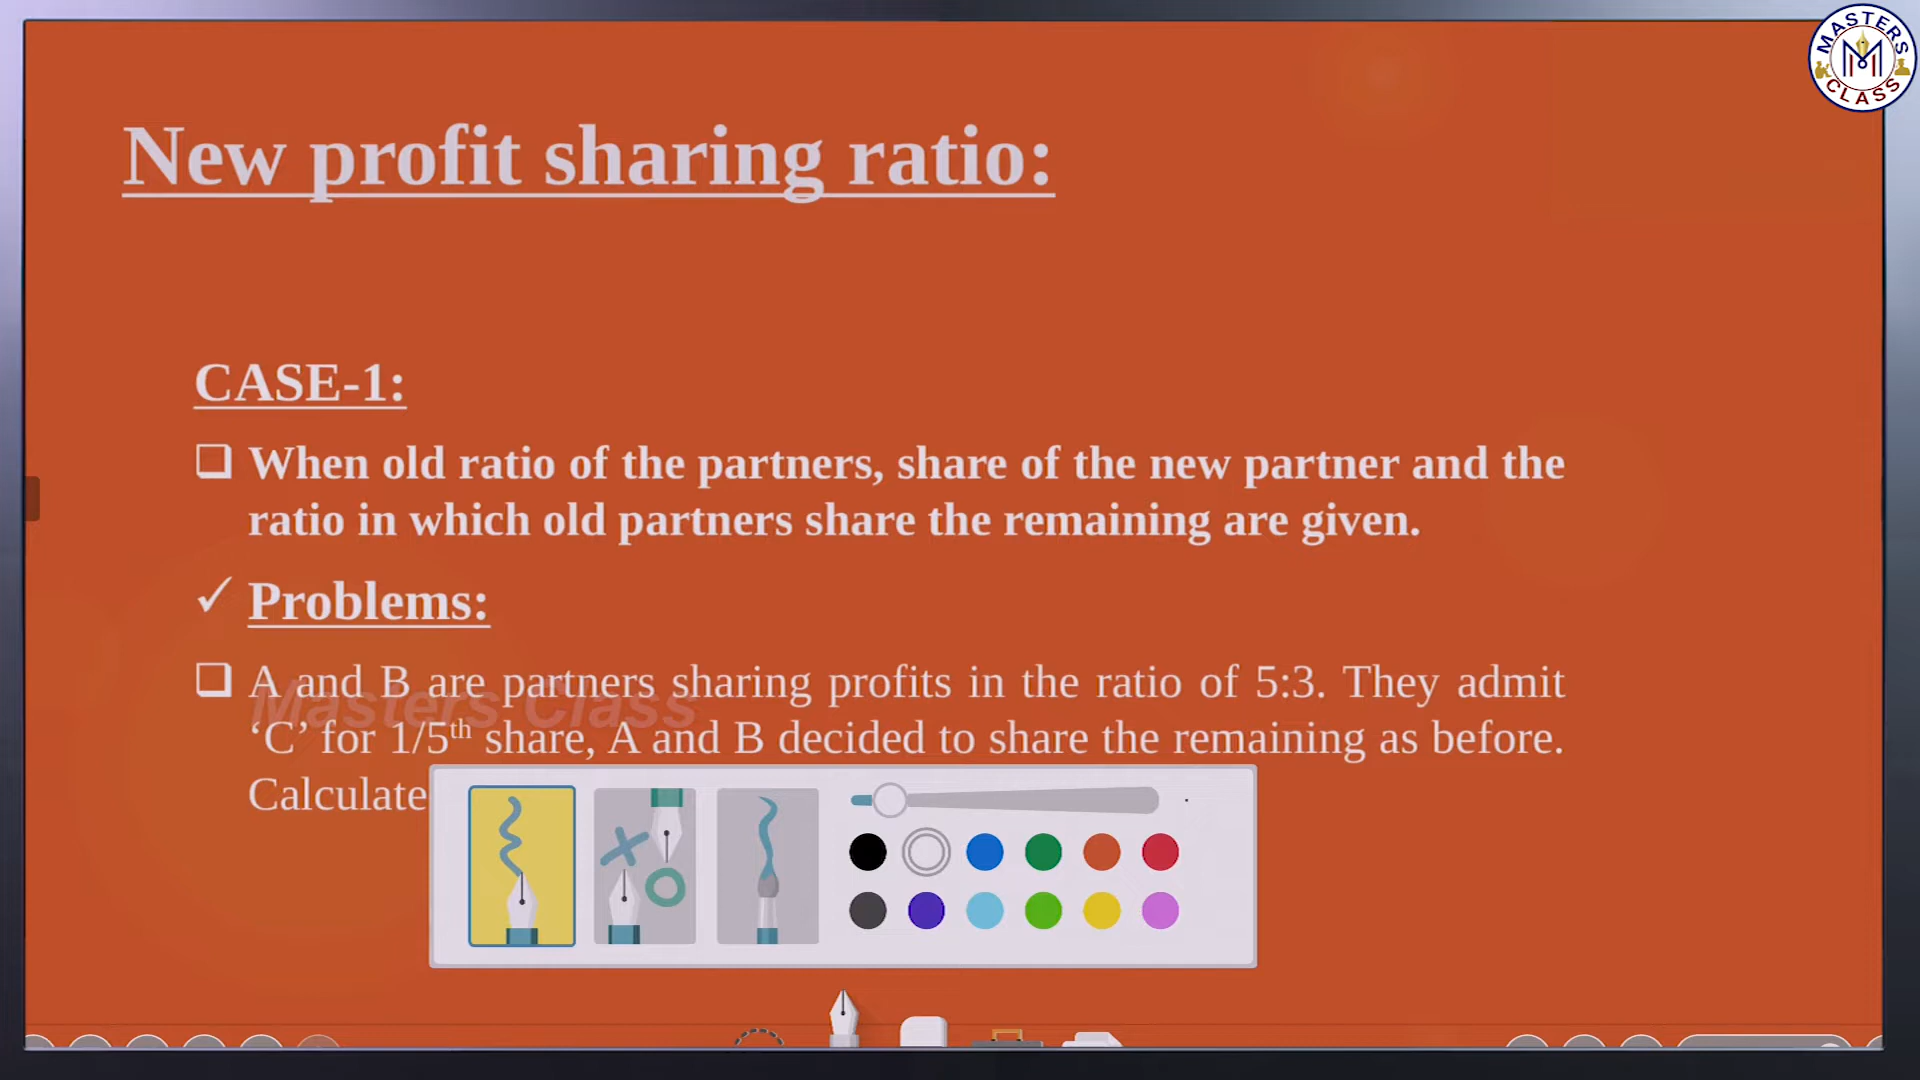 MASTERS
M
CLASS
New profit sharing ratio:
CASE-1:
❑ When old ratio of the partners, share of the new partner and the
ratio in which old partners share the remaining are given.
✓ Problems:
❑ A and B are partners sharing profits in the ratio of 5:3. They admit
Masters Class
‘C’ for 1/5th share, A and B decided to share the remaining as before.
Calculate